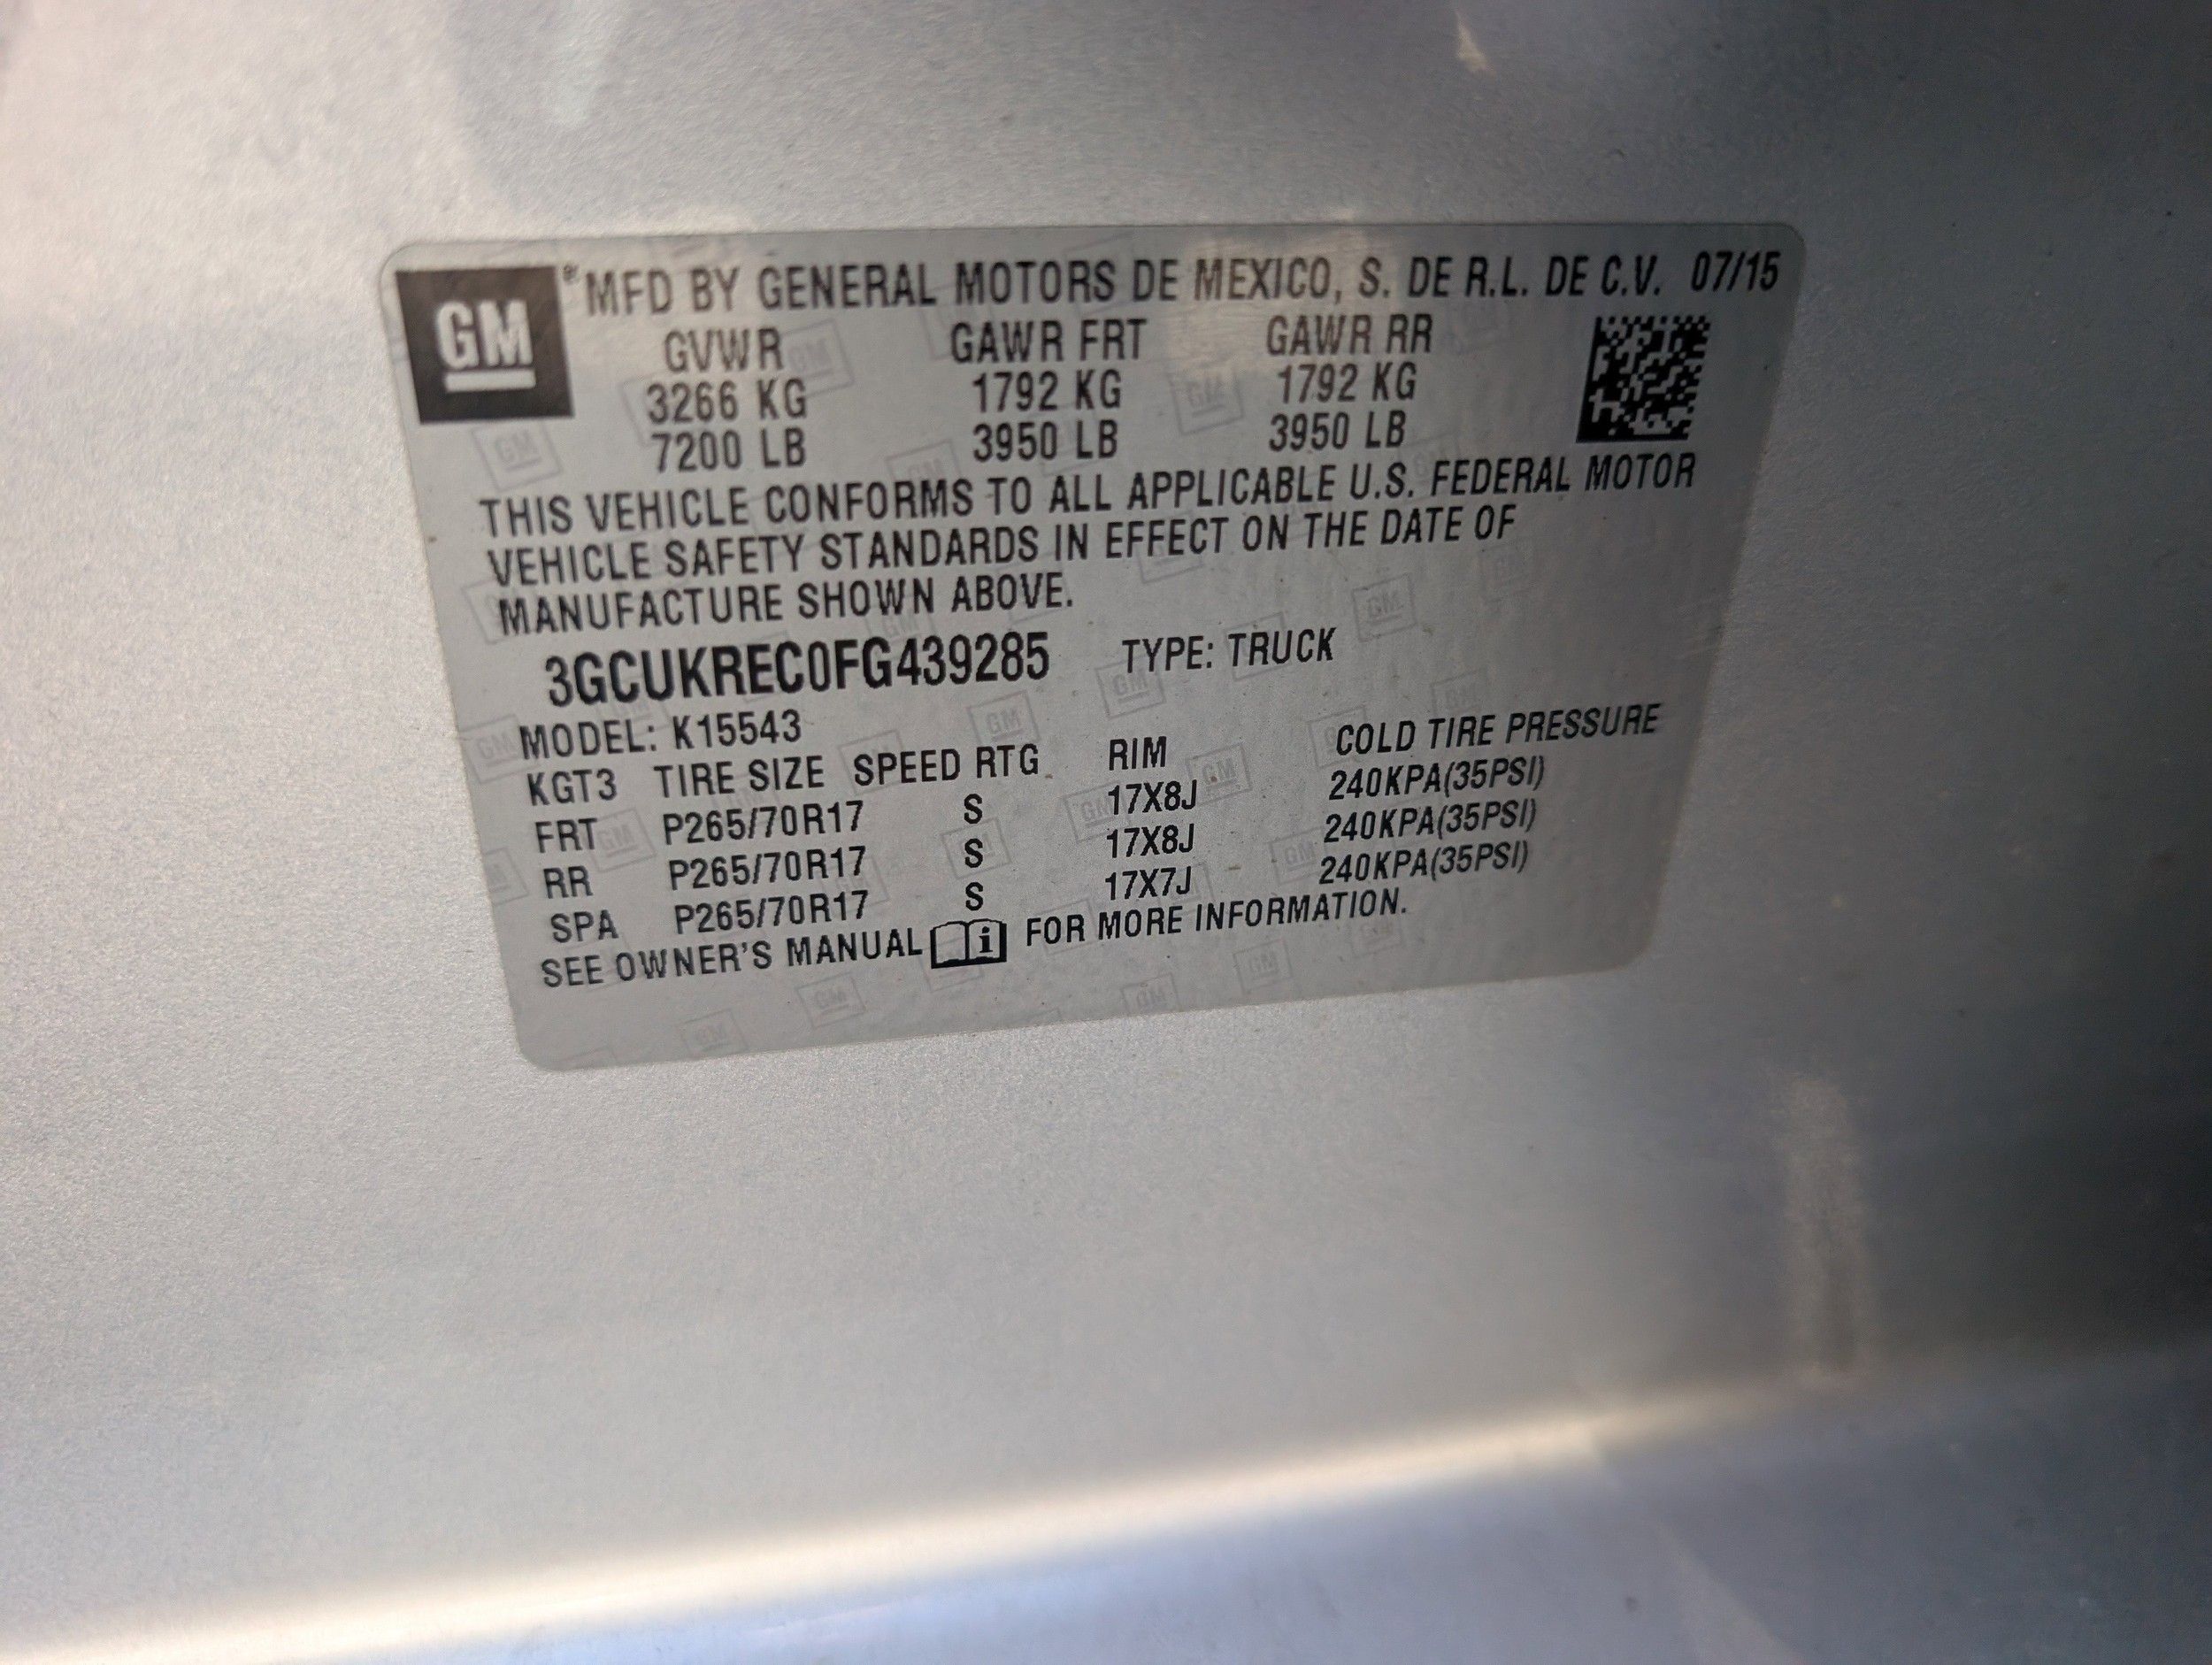 GM ® MFD BY GENERAL MOTORS DE MEXICO, S. DE R.L. DE C.V. 07/15
GVWR GAWR FRT GAWR RR
3266 KG 1792 KG 1792 KG
7200 LB 3950 LB 3950 LB
THIS VEHICLE CONFORMS TO ALL APPLICABLE U.S. FEDERAL MOTOR
VEHICLE SAFETY STANDARDS IN EFFECT ON THE DATE OF
MANUFACTURE SHOWN ABOVE.
3GCUKREC0FG439285 TYPE: TRUCK
MODEL: K15543
KGT3 TIRE SIZE SPEED RTG RIM COLD TIRE PRESSURE
FRT P265/70R17 S 17X8J 240KPA(35PSI)
RR P265/70R17 S 17X8J 240KPA(35PSI)
SPA P265/70R17 S 17X7J 240KPA(35PSI)
SEE OWNER'S MANUAL i FOR MORE INFORMATION.